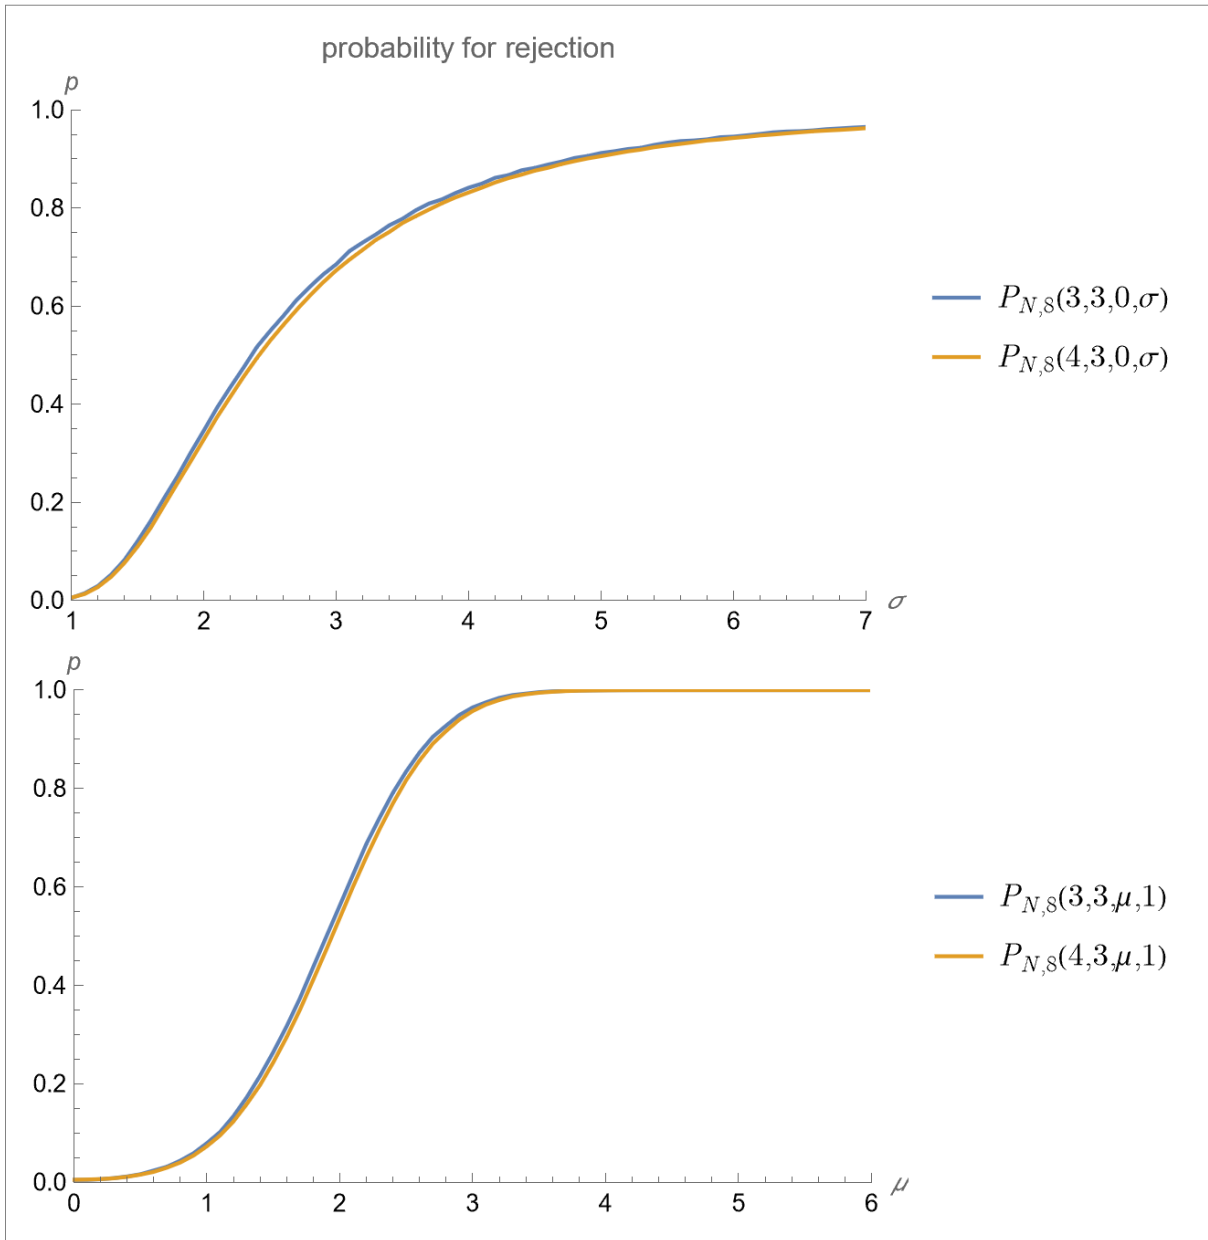 probability for rejection
p
1.0
0.8
0.6
0.4
0.2
0.0
1 2 3 4 5 6 7 σ
P_{N,8}(3,3,0,σ)
P_{N,8}(4,3,0,σ)
p
1.0
0.8
0.6
0.4
0.2
0.0
0 1 2 3 4 5 6 μ
P_{N,8}(3,3,μ,1)
P_{N,8}(4,3,μ,1)